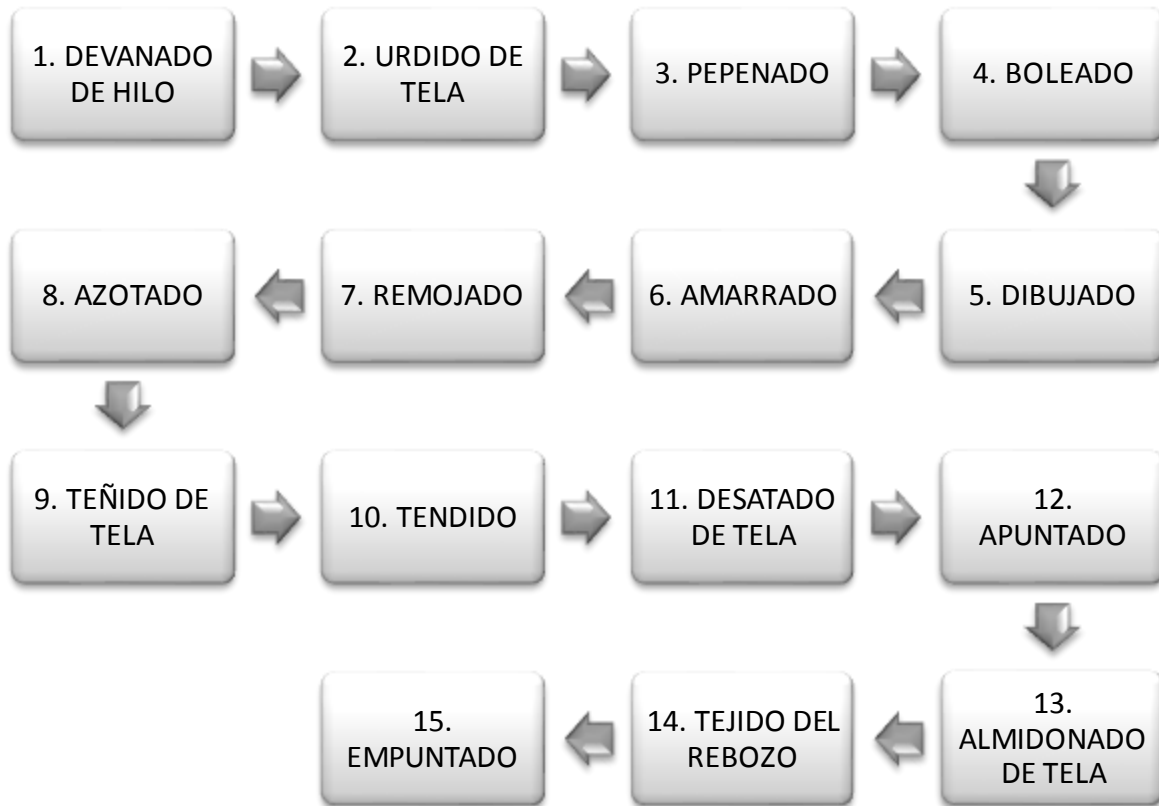 1. DEVANADO
DE HILO
2. URDIDO DE
TELA
3. PEPENADO
4. BOLEADO
5. DIBUJADO
6. AMARRADO
7. REMOJADO
8. AZOTADO
9. TEÑIDO DE
TELA
10. TENDIDO
11. DESATADO
DE TELA
12.
APUNTADO
13.
ALMIDONADO
DE TELA
14. TEJIDO DEL
REBOZO
15.
EMPUNTADO